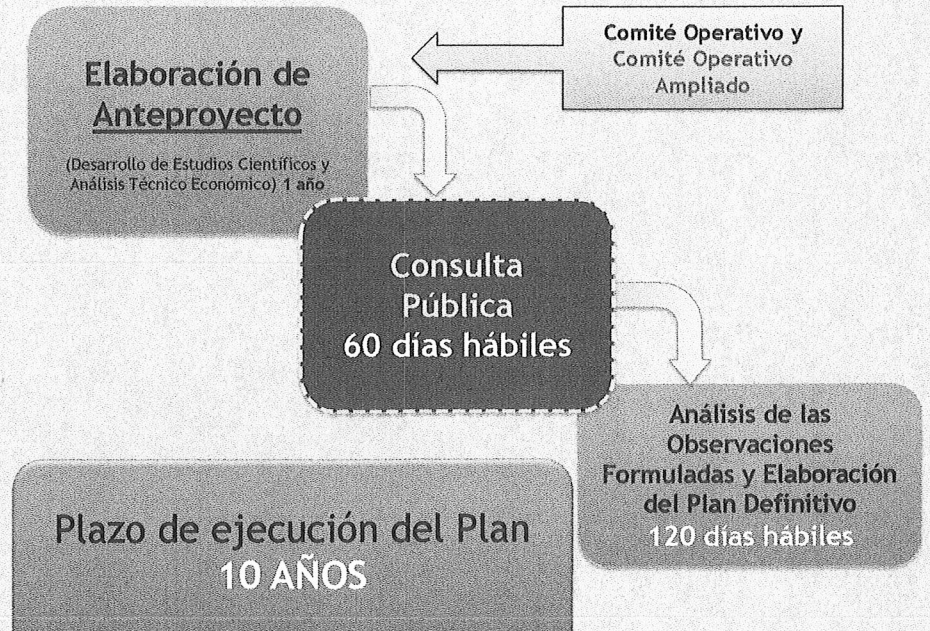 Elaboración de
Anteproyecto
(Desarrollo de Estudios Científicos y
Análisis Técnico Económico) 1 año
Comité Operativo y
Comité Operativo
Ampliado
Consulta
Pública
60 días hábiles
Análisis de las
Observaciones
Formuladas y Elaboración
del Plan Definitivo
120 días hábiles
Plazo de ejecución del Plan
10 AÑOS